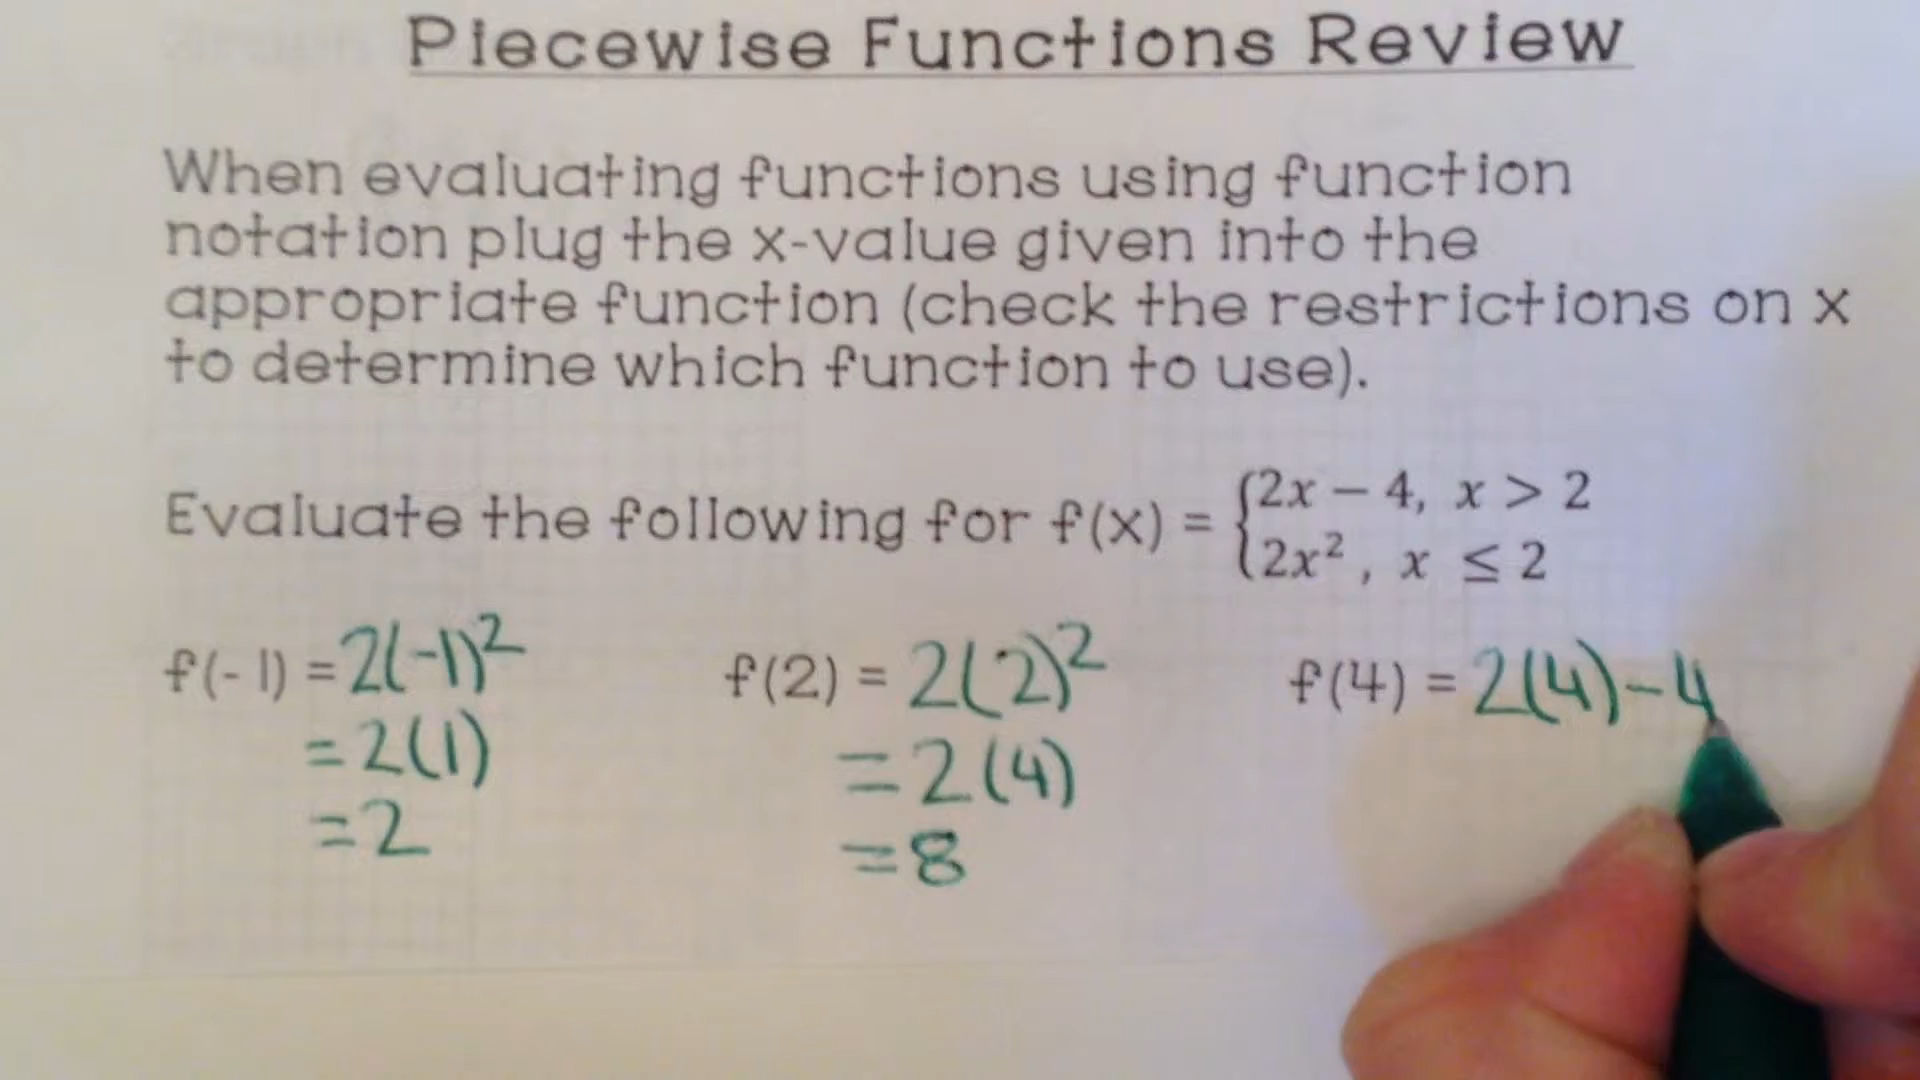 Piecewise Functions Review
When evaluating functions using function
notation plug the x-value given into the
appropriate function (check the restrictions on x
to determine which function to use).
Evaluate the following for f(x) = {2x − 4, x > 2
2x², x ≤ 2
f(-1) = 2(-1)² f(2) = 2(2)² f(4) = 2(4)-4
= 2(1) = 2(4)
= 2 = 8